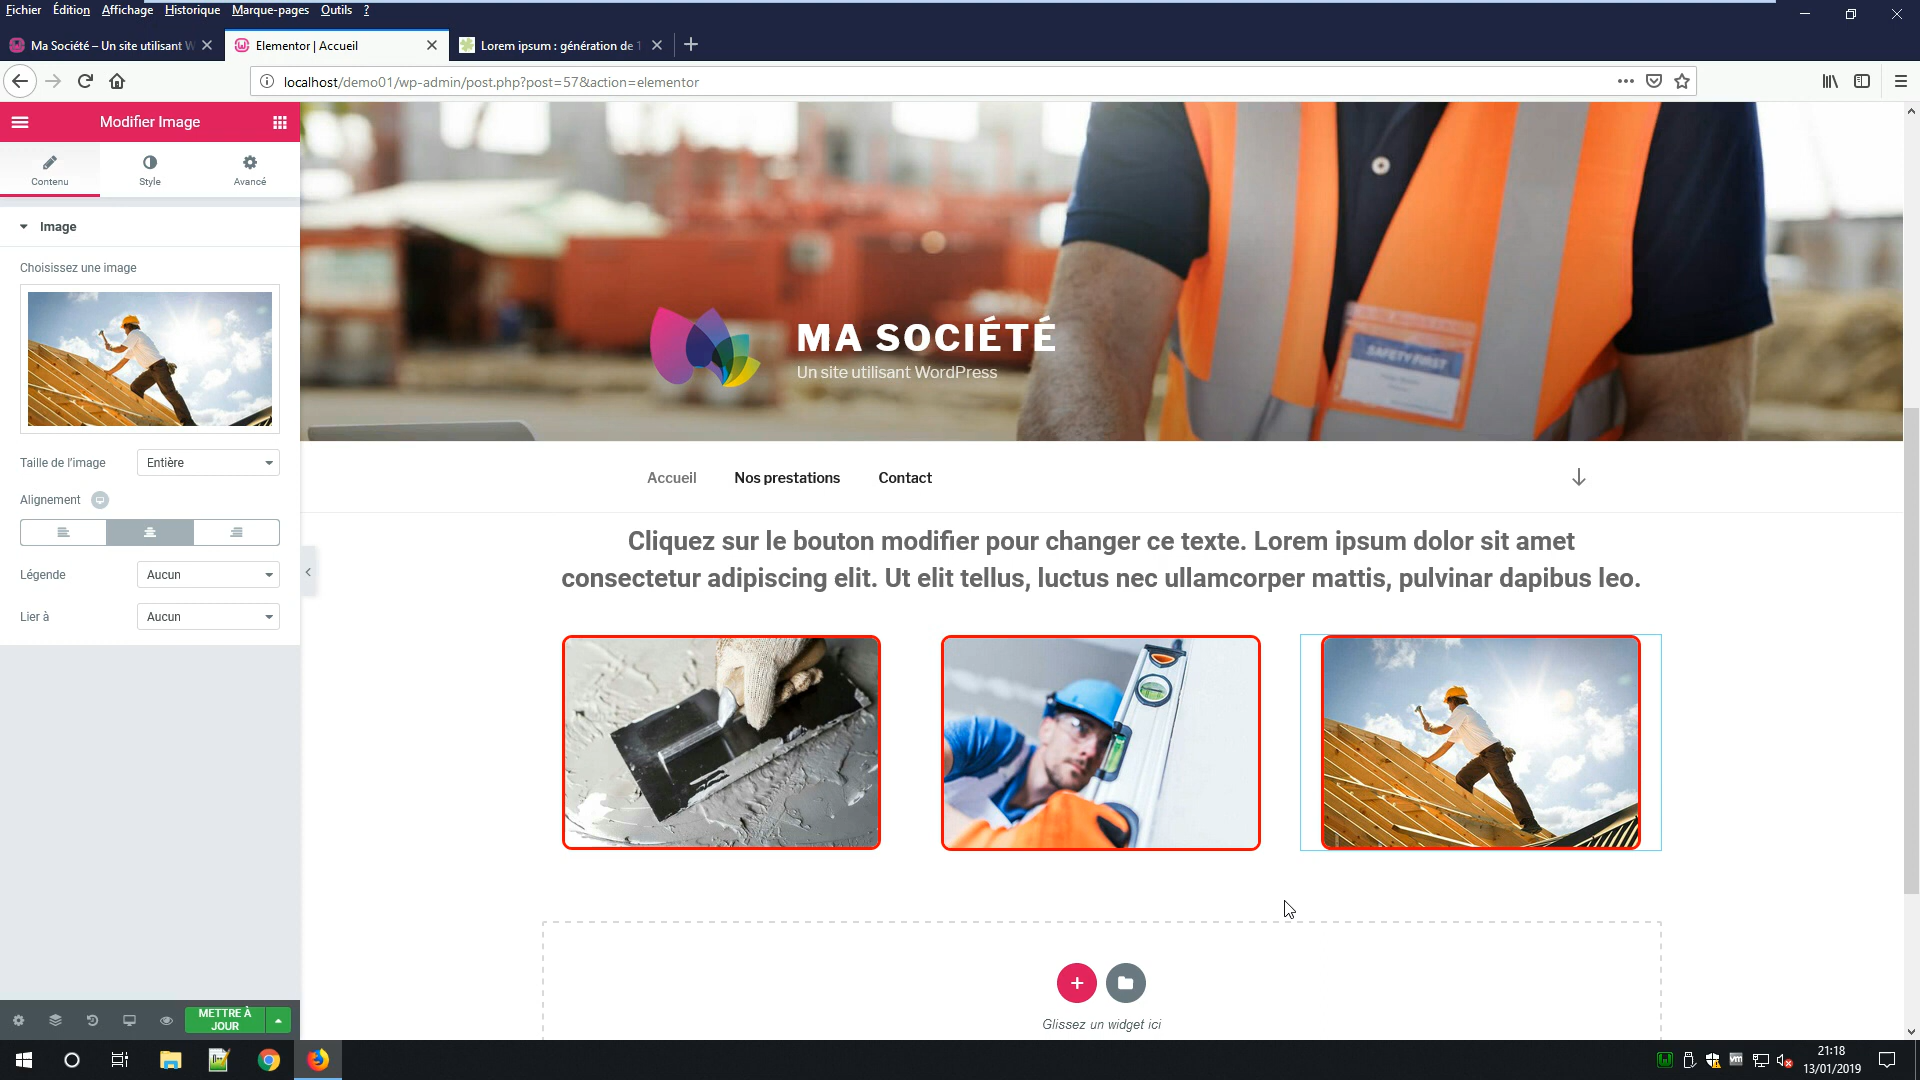 Fichier Édition Affichage Historique Marque-pages Outils ?
Ma Société – Un site utilisant W
Elementor | Accueil
Lorem ipsum : génération de 1
localhost/demo01/wp-admin/post.php?post=57&action=elementor
Modifier Image
Contenu Style Avancé
Image
Choisissez une image
Taille de l'image Entière
Alignement
Légende Aucun
Lier à Aucun
METTRE À
JOUR
SAFETY FIRST
MA SOCIÉTÉ
Un site utilisant WordPress
Accueil Nos prestations Contact
Cliquez sur le bouton modifier pour changer ce texte. Lorem ipsum dolor sit amet
consectetur adipiscing elit. Ut elit tellus, luctus nec ullamcorper mattis, pulvinar dapibus leo.
Glissez un widget ici
21:18
13/01/2019